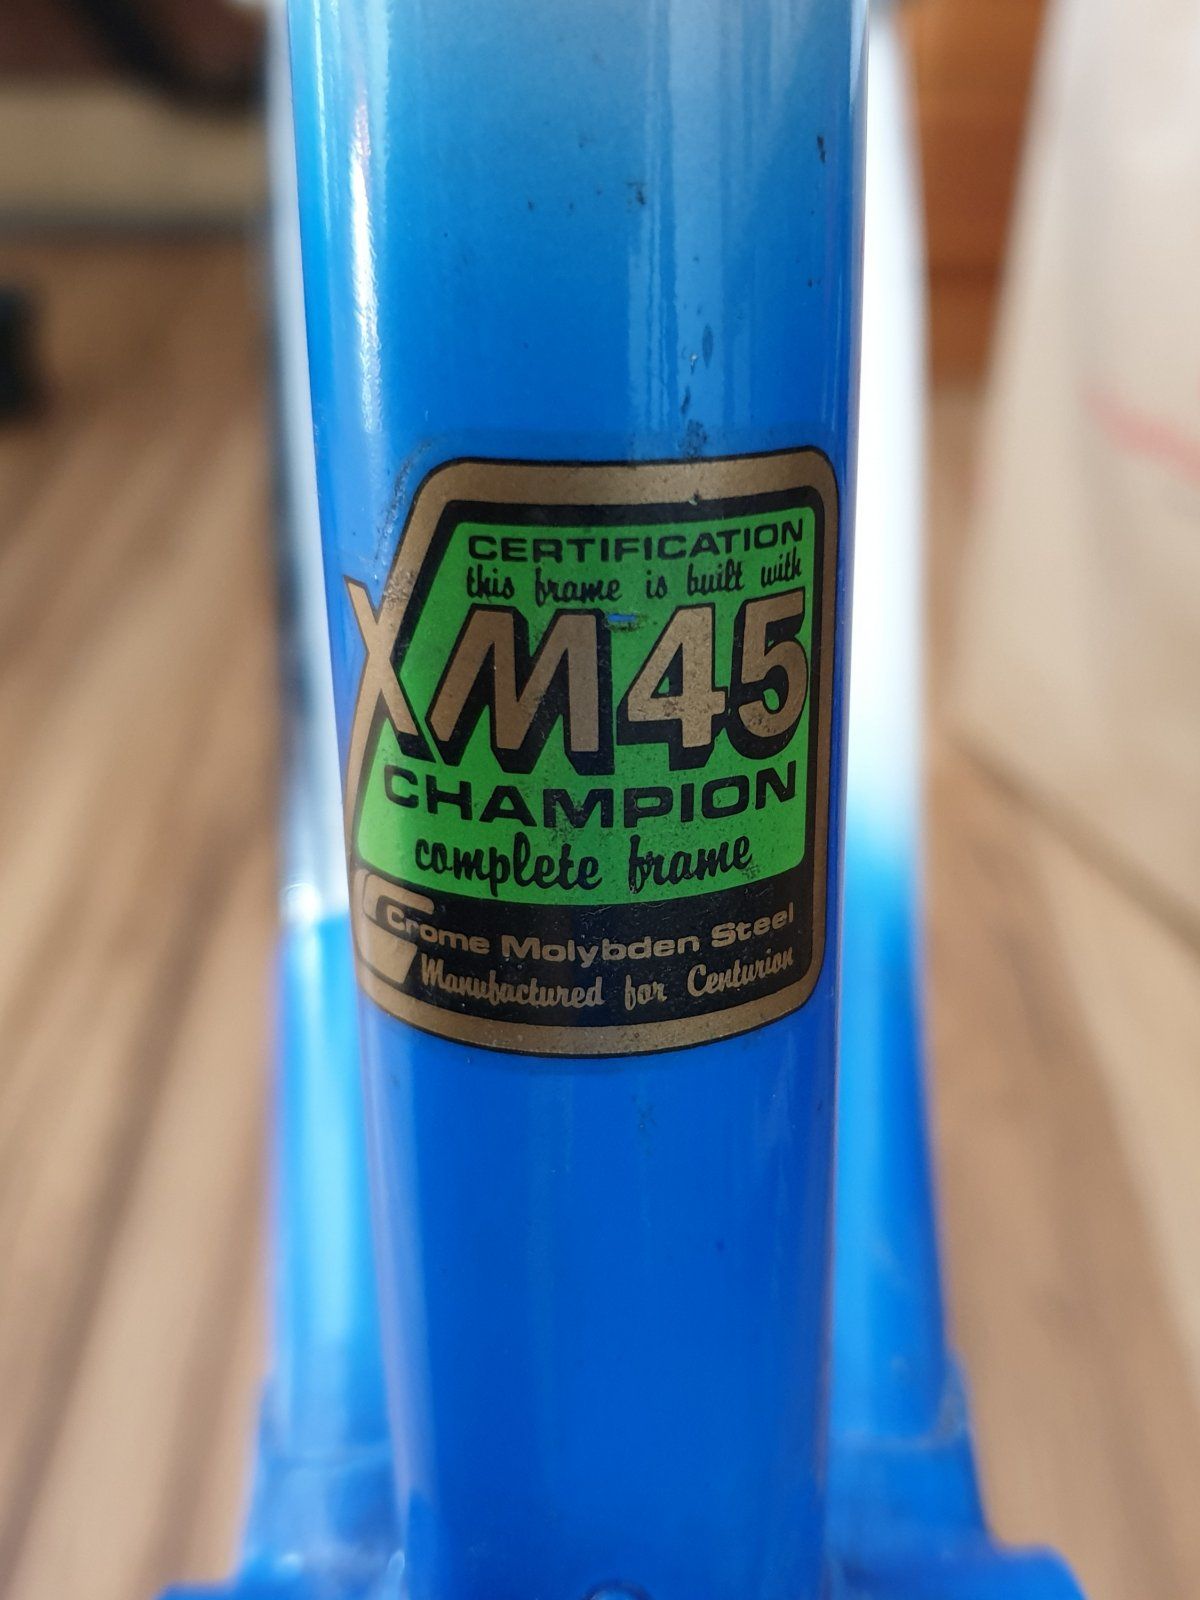 CERTIFICATION
this frame is built with
XM45
CHAMPION
complete frame
Crome Molybden Steel
Manufactured for Centurion